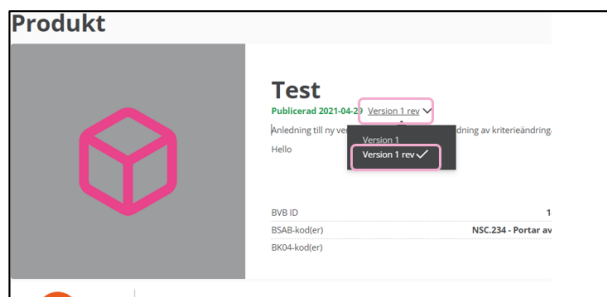 Produkt
Test
Publicerad 2021-04-29 Version 1 rev
Anledning till ny ve dning av kriterieändring.
Version 1
Hello
Version 1 rev
BVB ID 1
BSAB-kod(er) NSC.234 - Portar av
BK04-kod(er)